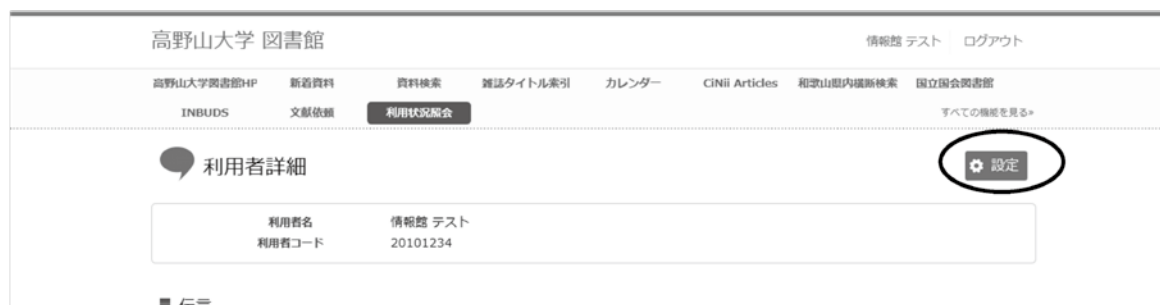 高野山大学 図書館
情報館 テスト ログアウト
高野山大学図書館HP 新着資料 資料検索 雑誌タイトル索引 カレンダー CiNii Articles 和歌山県内横断検索 国立国会図書館
INBUDS 文献依頼 利用状況照会 すべての機能を見る»
利用者詳細 設定
利用者名 情報館 テスト
利用者コード 20101234